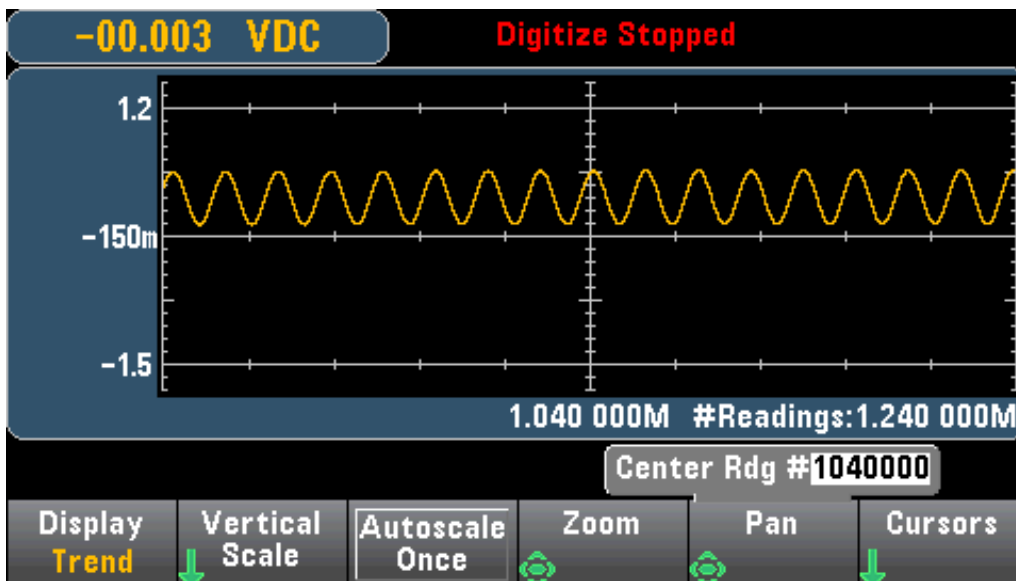 −00.003 VDC
Digitize Stopped
1.2
−150m
−1.5
1.040 000M #Readings:1.240 000M
Center Rdg #1040000
Display Vertical Autoscale Zoom Pan Cursors
Trend Scale Once